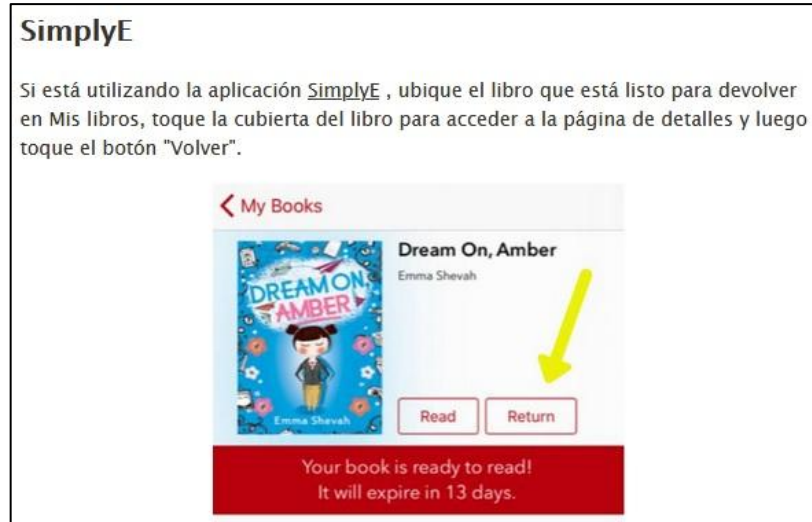 SimplyE
Si está utilizando la aplicación SimplyE , ubique el libro que está listo para devolver
en Mis libros, toque la cubierta del libro para acceder a la página de detalles y luego
toque el botón "Volver".
My Books
Dream On, Amber
Emma Shevah
DREAM ON,
AMBER
Emma Shevah
Read
Return
Your book is ready to read!
It will expire in 13 days.